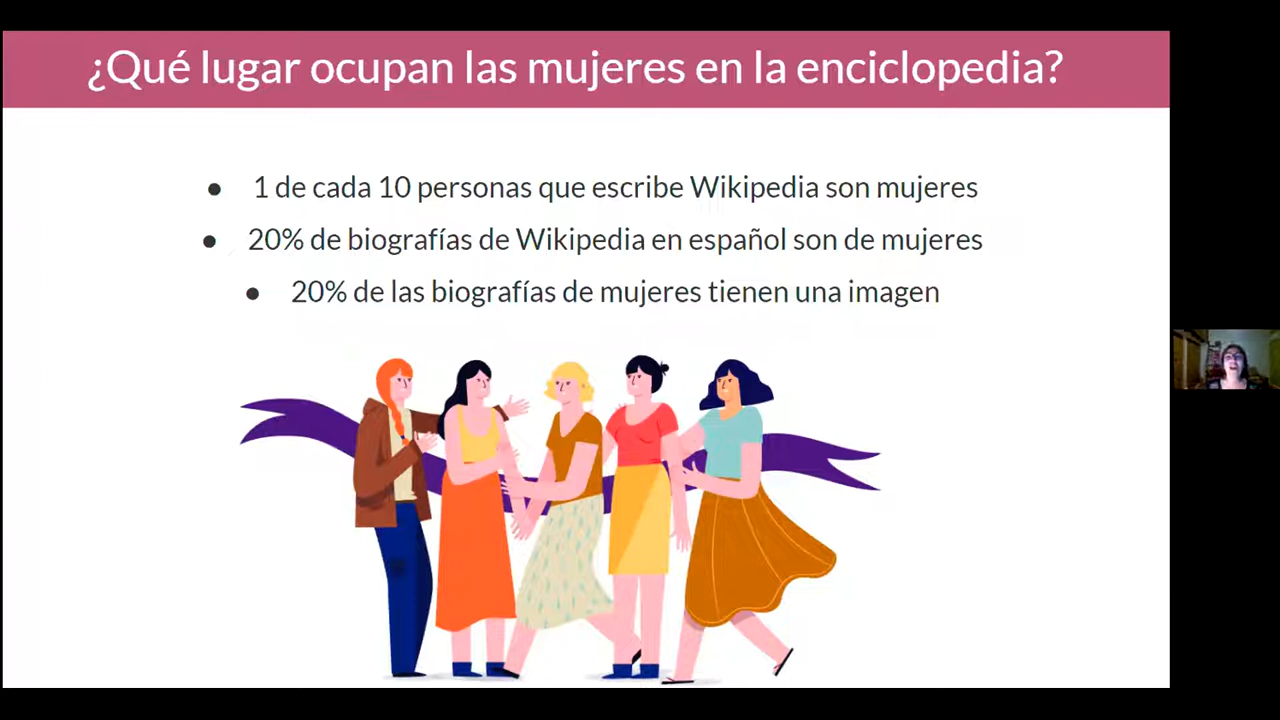 ¿Qué lugar ocupan las mujeres en la enciclopedia?
● 1 de cada 10 personas que escribe Wikipedia son mujeres
● 20% de biografías de Wikipedia en español son de mujeres
● 20% de las biografías de mujeres tienen una imagen